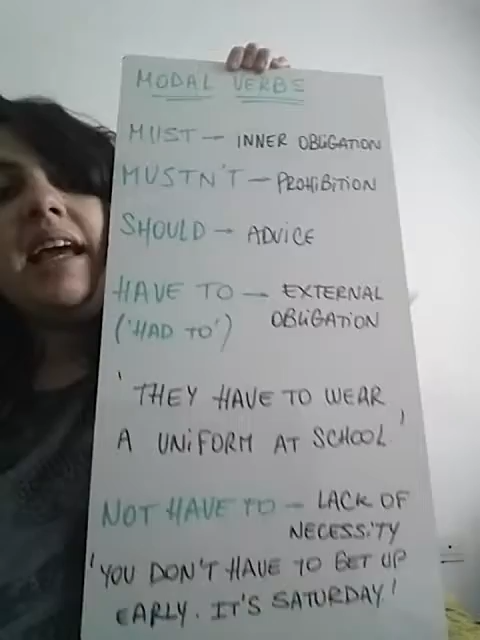 MODAL VERBS
MUST – INNER OBLIGATION
MUSTN'T – PROHIBITION
SHOULD – ADVICE
HAVE TO – EXTERNAL
('HAD TO') OBLIGATION
'THEY HAVE TO WEAR
A UNIFORM AT SCHOOL'
NOT HAVE TO – LACK OF
NECESSITY
'YOU DON'T HAVE TO GET UP
EARLY. IT'S SATURDAY!'